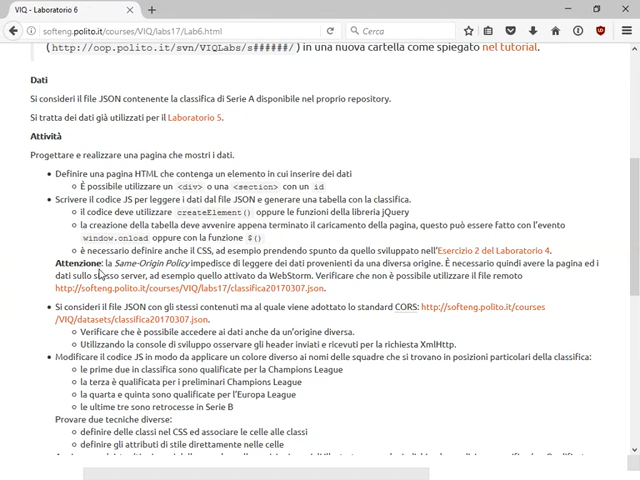 VIQ - Laboratorio 6
softeng.polito.it/courses/VIQ/labs17/Lab6.html
Cerca
(http://oop.polito.it/svn/VIQLabs/s######/) in una nuova cartella come spiegato nel tutorial.
Dati
Si consideri il file JSON contenente la classifica di Serie A disponibile nel proprio repository.
Si tratta dei dati già utilizzati per il Laboratorio 5.
Attività
Progettare e realizzare una pagina che mostri i dati.
Definire una pagina HTML che contenga un elemento in cui inserire dei dati
È possibile utilizzare un <div> o una <section> con un id
Scrivere il codice JS per leggere i dati dal file JSON e generare una tabella con la classifica.
il codice deve utilizzare createElement() oppure le funzioni della libreria jQuery
la creazione della tabella deve avvenire appena terminato il caricamento della pagina, questo può essere fatto con l'evento
window.onload oppure con la funzione $()
è necessario definire anche il CSS, ad esempio prendendo spunto da quello sviluppato nell'Esercizio 2 del Laboratorio 4.
Attenzione: la Same-Origin Policy impedisce di leggere dei dati provenienti da una diversa origine. È necessario quindi avere la pagina ed i
dati sullo stesso server, ad esempio quello attivato da WebStorm. Verificare che non è possibile utilizzare il file remoto
http://softeng.polito.it/courses/VIQ/labs17/classifica20170307.json.
Si consideri il file JSON con gli stessi contenuti ma al quale viene adottato lo standard CORS: http://softeng.polito.it/courses
/VIQ/datasets/classifica20170307.json.
Verificare che è possibile accedere ai dati anche da un'origine diversa.
Utilizzando la console di sviluppo osservare gli header inviati e ricevuti per la richiesta XmlHttp.
Modificare il codice JS in modo da applicare un colore diverso ai nomi delle squadre che si trovano in posizioni particolari della classifica:
le prime due in classifica sono qualificate per la Champions League
la terza è qualificata per i preliminari Champions League
la quarta e quinta sono qualificate per l'Europa League
le ultime tre sono retrocesse in Serie B
Provare due tecniche diverse:
definire delle classi nel CSS ed associare le celle alle classi
definire gli attributi di stile direttamente nelle celle